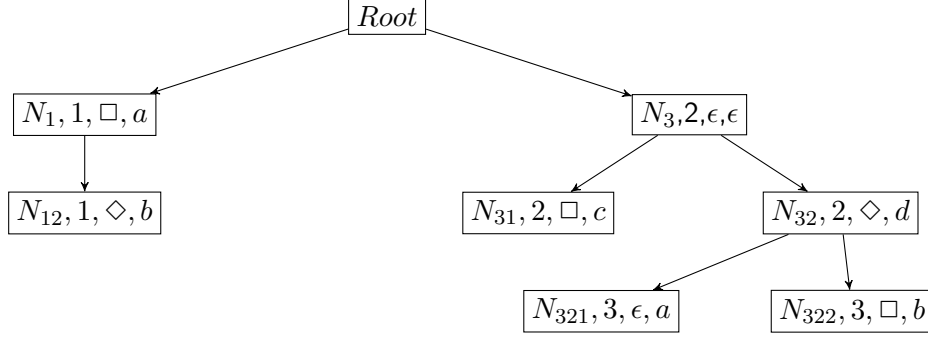 Root
N₁, 1, □, a
N₃,2,ϵ,ϵ
N₁₂, 1, ◇, b
N₃₁, 2, □, c
N₃₂, 2, ◇, d
N₃₂₁, 3, ϵ, a
N₃₂₂, 3, □, b